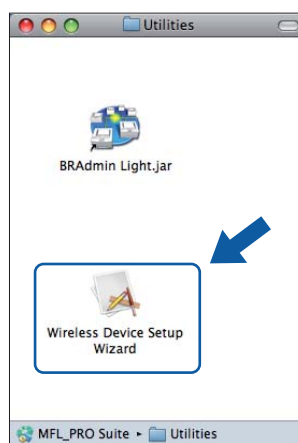 Utilities
BRAdmin Light.jar
Wireless Device Setup
Wizard
MFL_PRO Suite ▸ Utilities